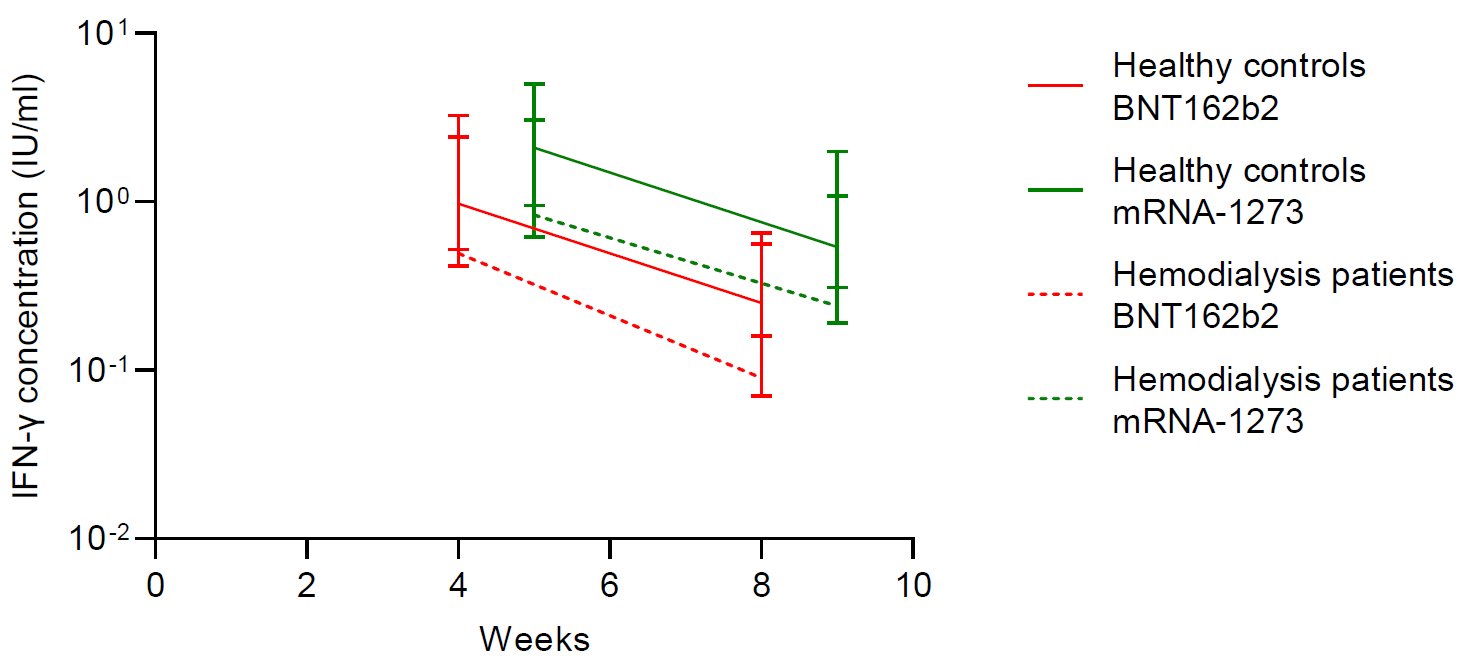 10¹
10⁰
10⁻¹
10⁻²
IFN-γ concentration (IU/ml)
0 2 4 6 8 10
Weeks
Healthy controls
BNT162b2
Healthy controls
mRNA-1273
Hemodialysis patients
BNT162b2
Hemodialysis patients
mRNA-1273